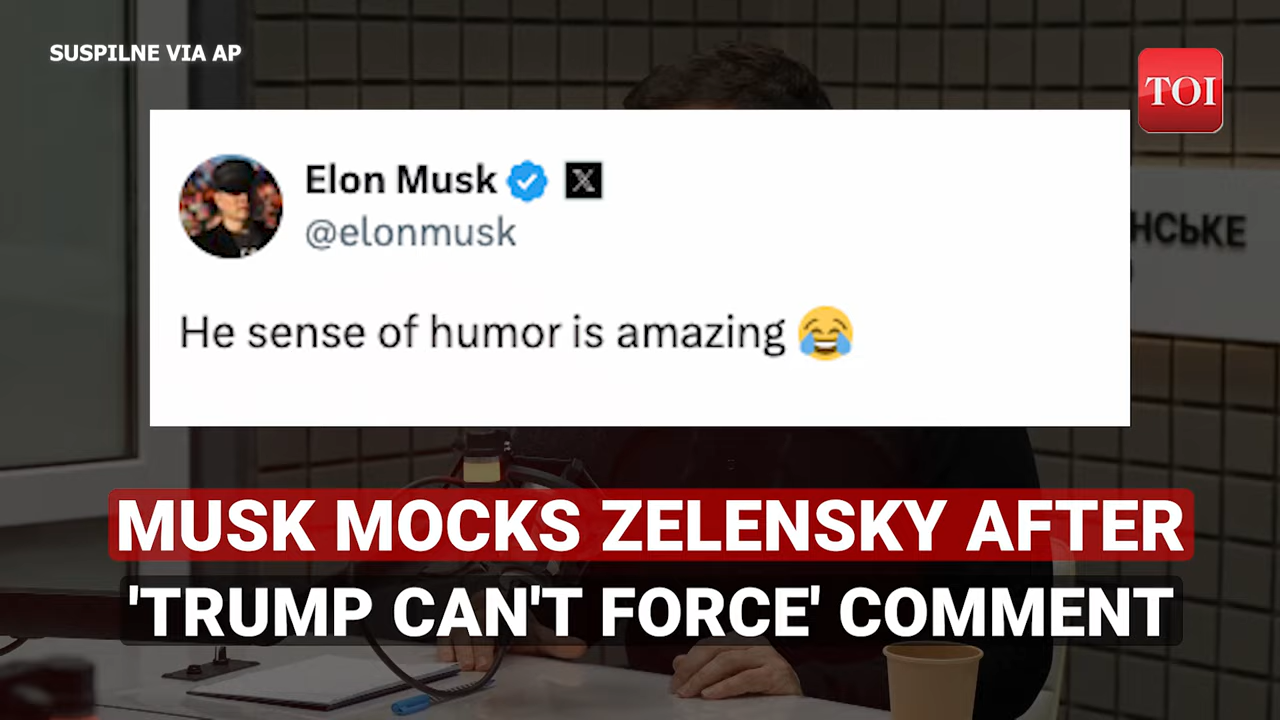 SUSPILNE VIA AP
TOI
Elon Musk
@elonmusk
He sense of humor is amazing 😂
НСЬКЕ
MUSK MOCKS ZELENSKY AFTER
'TRUMP CAN'T FORCE' COMMENT